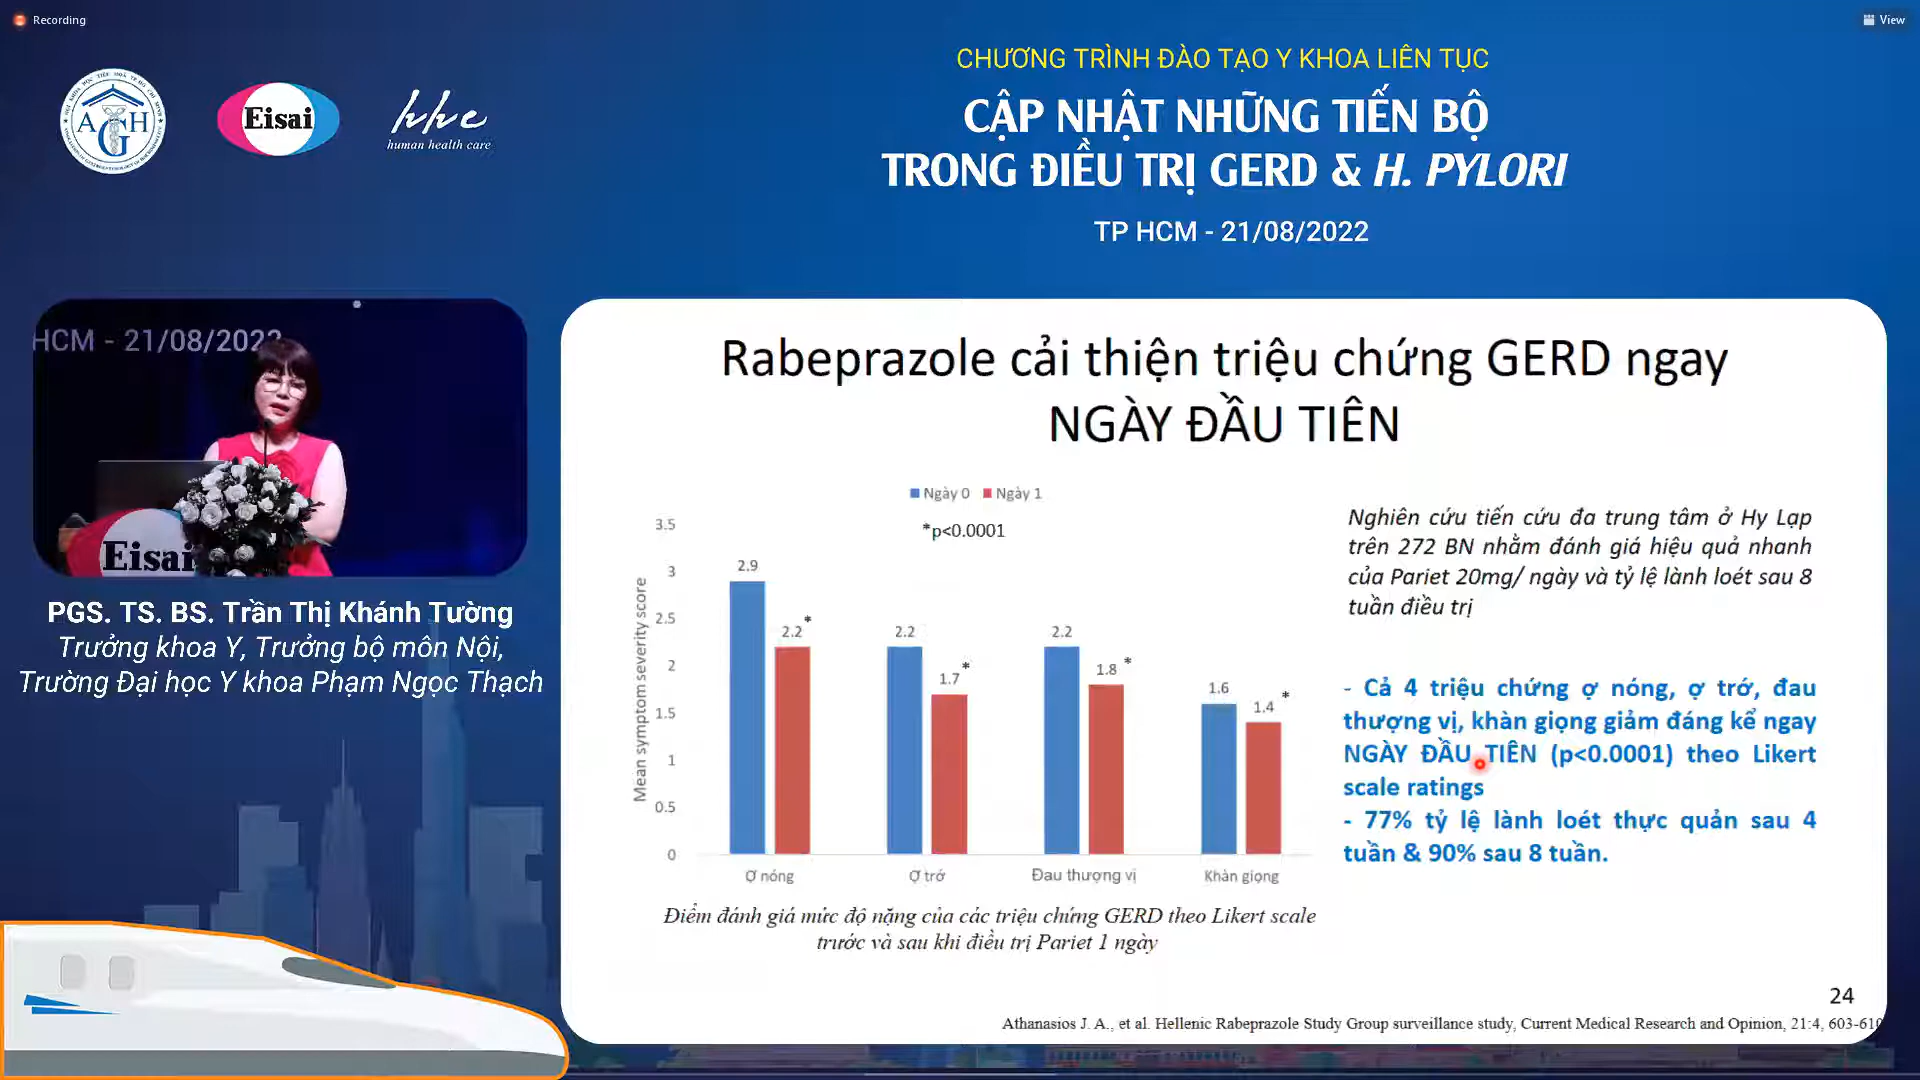 Recording
View
CHƯƠNG TRÌNH ĐÀO TẠO Y KHOA LIÊN TỤC
CẬP NHẬT NHỮNG TIẾN BỘ
TRONG ĐIỀU TRỊ GERD & H. PYLORI
TP HCM - 21/08/2022
AGH
Eisai
hhc
human health care
HCM - 21/08/2022
Eisai
PGS. TS. BS. Trần Thị Khánh Tường
Trưởng khoa Y, Trưởng bộ môn Nội,
Trường Đại học Y khoa Phạm Ngọc Thạch
Rabeprazole cải thiện triệu chứng GERD ngay
NGÀY ĐẦU TIÊN
Ngày 0 Ngày 1
*p<0.0001
Mean symptom severity score
3.5
3
2.5
2
1.5
1
0.5
0
2.9
2.2*
2.2
1.7*
2.2
1.8*
1.6
1.4*
Ợ nóng
Ợ trớ
Đau thượng vị
Khàn giọng
Điểm đánh giá mức độ nặng của các triệu chứng GERD theo Likert scale
trước và sau khi điều trị Pariet 1 ngày
Nghiên cứu tiến cứu đa trung tâm ở Hy Lạp
trên 272 BN nhằm đánh giá hiệu quả nhanh
của Pariet 20mg/ ngày và tỷ lệ lành loét sau 8
tuần điều trị
- Cả 4 triệu chứng ợ nóng, ợ trớ, đau
thượng vị, khàn giọng giảm đáng kể ngay
NGÀY ĐẦU TIÊN (p<0.0001) theo Likert
scale ratings
- 77% tỷ lệ lành loét thực quản sau 4
tuần & 90% sau 8 tuần.
24
Athanasios J. A., et al. Hellenic Rabeprazole Study Group surveillance study, Current Medical Research and Opinion, 21:4, 603-610